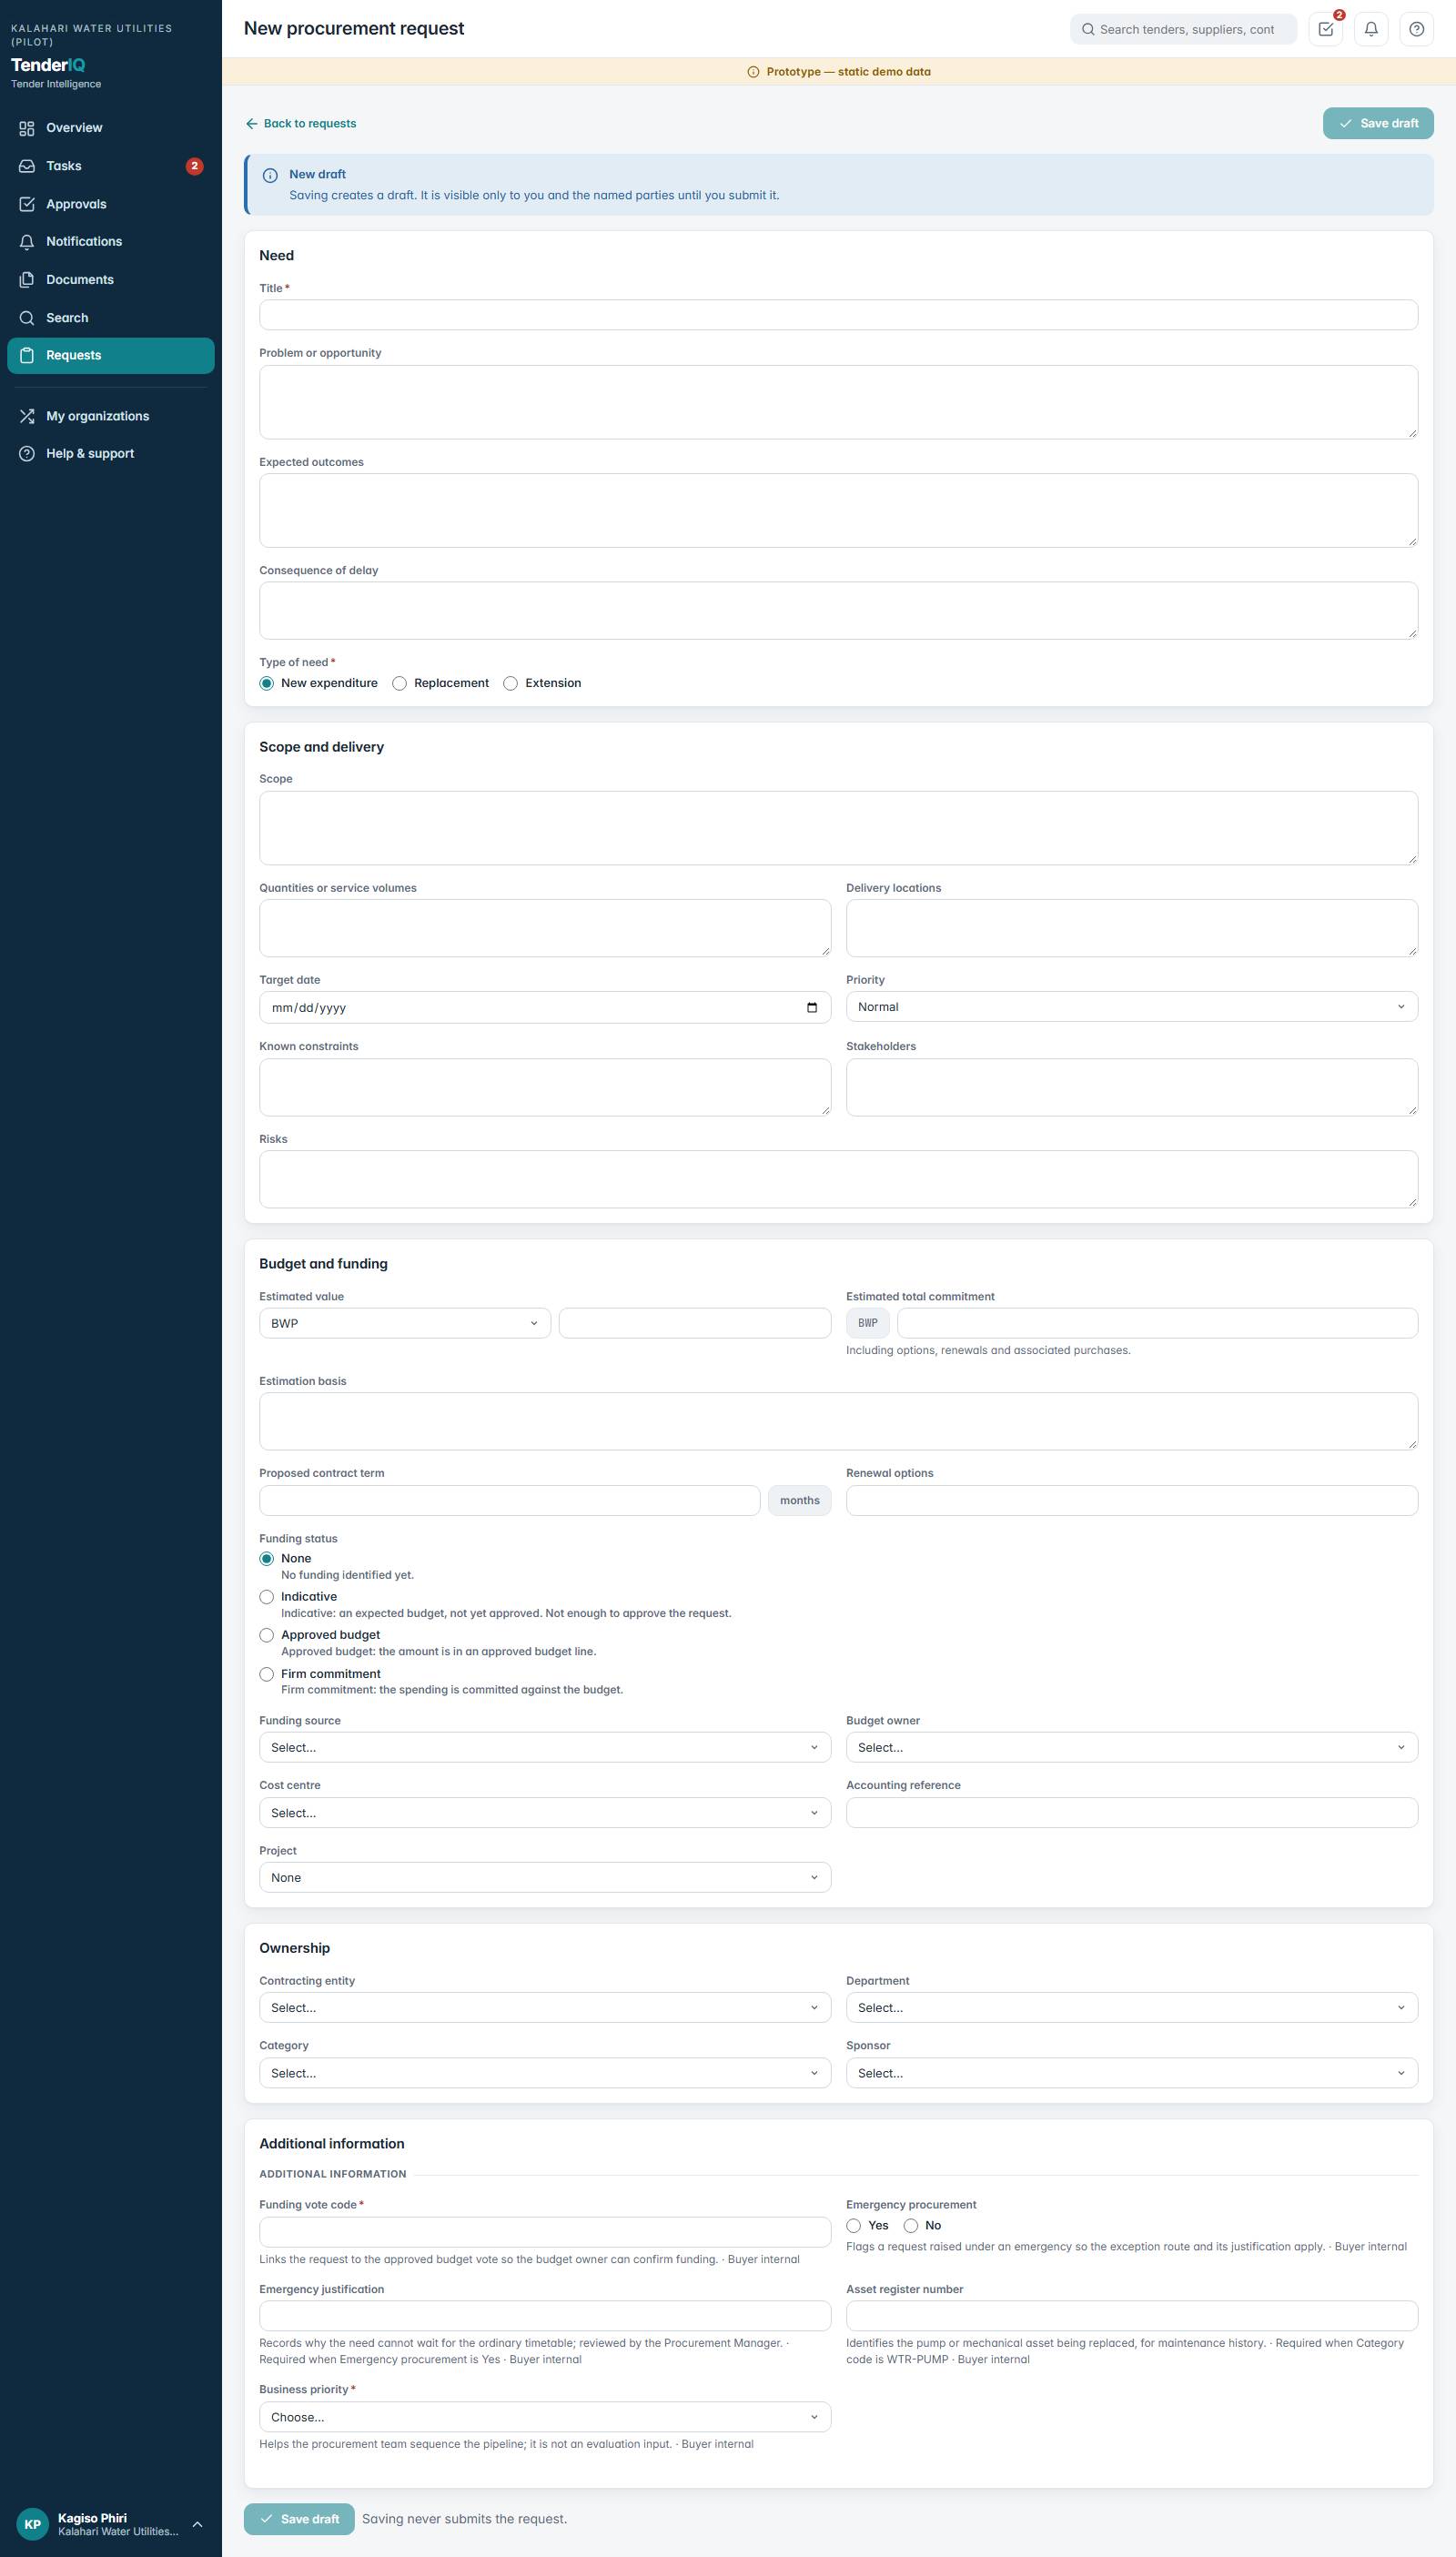 KALAHARI WATER UTILITIES
(PILOT)
TenderIQ
Tender Intelligence
Overview
Tasks
2
Approvals
Notifications
Documents
Search
Requests
My organizations
Help & support
KP
Kagiso Phiri
Kalahari Water Utilities...
New procurement request
Search tenders, suppliers, cont
2
Prototype — static demo data
Back to requests
Save draft
New draft
Saving creates a draft. It is visible only to you and the named parties until you submit it.
Need
Title *
Problem or opportunity
Expected outcomes
Consequence of delay
Type of need *
New expenditure
Replacement
Extension
Scope and delivery
Scope
Quantities or service volumes
Delivery locations
Target date
Priority
mm/dd/yyyy
Normal
Known constraints
Stakeholders
Risks
Budget and funding
Estimated value
Estimated total commitment
BWP
BWP
Including options, renewals and associated purchases.
Estimation basis
Proposed contract term
Renewal options
months
Funding status
None
No funding identified yet.
Indicative
Indicative: an expected budget, not yet approved. Not enough to approve the request.
Approved budget
Approved budget: the amount is in an approved budget line.
Firm commitment
Firm commitment: the spending is committed against the budget.
Funding source
Budget owner
Select...
Select...
Cost centre
Accounting reference
Select...
Project
None
Ownership
Contracting entity
Department
Select...
Select...
Category
Sponsor
Select...
Select...
Additional information
ADDITIONAL INFORMATION
Funding vote code *
Emergency procurement
Yes
No
Links the request to the approved budget vote so the budget owner can confirm funding. · Buyer internal
Flags a request raised under an emergency so the exception route and its justification apply. · Buyer internal
Emergency justification
Asset register number
Records why the need cannot wait for the ordinary timetable; reviewed by the Procurement Manager. ·
Required when Emergency procurement is Yes · Buyer internal
Identifies the pump or mechanical asset being replaced, for maintenance history. · Required when Category
code is WTR-PUMP · Buyer internal
Business priority *
Choose...
Helps the procurement team sequence the pipeline; it is not an evaluation input. · Buyer internal
Save draft
Saving never submits the request.